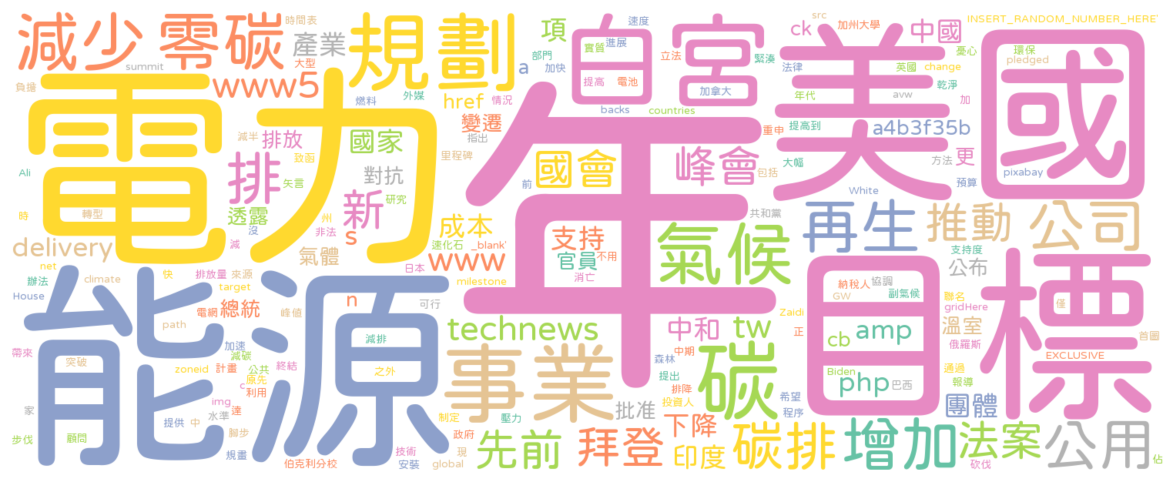 減少 零碳 時間表 產業 大型 規劃 項 速度 實質 進展 部門 加快 提高 電池 白宮 立法 緊湊 src 加州大學 ck 中國 INSERT_RANDOM_NUMBER_HERE'
憂心 環保 pledged
summit www5 a 加拿大 法律 英國 change
負擔 燃料 外媒 href 情況 backs countries 年代 avw 乾淨 加
電力 減半 排放 國家 變遷 指出 年 重申 提高到 a4b3f35b 美國
致函 里程碑 大幅 方法 更 pixabay
Ali 排 矢言 對抗 國會 峰會 包括 White 預算
時 轉型 透露 新 研究 前 共和黨 再生 推動 公司
州 非法 成本 支持 氣候
delivery 沒 s 速化石 _blank' 官員 不用 支持度 公布
net 氣體 減 www 日本 消亡 納稅人 協調
辦法 climate 快 排放量 來源 milestone GW 副氣候 聯名 目標
House target 峰值 n 可行 Zaidi gridHere 僅
能源 path 電網 總統 technews 中和 tw 正 溫室 首圖
帶來 加速 減排 中期 森林 cb amp 俄羅斯 EXCLUSIVE
突破 zoneid 減碳 計畫 終結 事業 提出 碳 Biden 通過
c 公共 原先 之外 排降 php 巴西 報導
家 img 利用 制定 投資人 希望 團體
提供 中 水準 連 壓力 批准 程序
步伐 顧問 腳步 政府 先前 拜登 下降 碳排 增加 法案 公用
規畫 伯克利分校 技術 安裝 現 global 印度 砍伐 佔